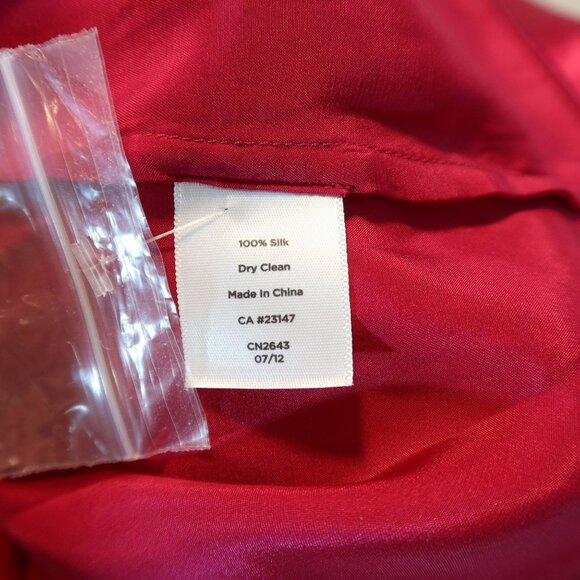 100% Silk
Dry Clean
Made In China
CA #23147
CN2643
07/12